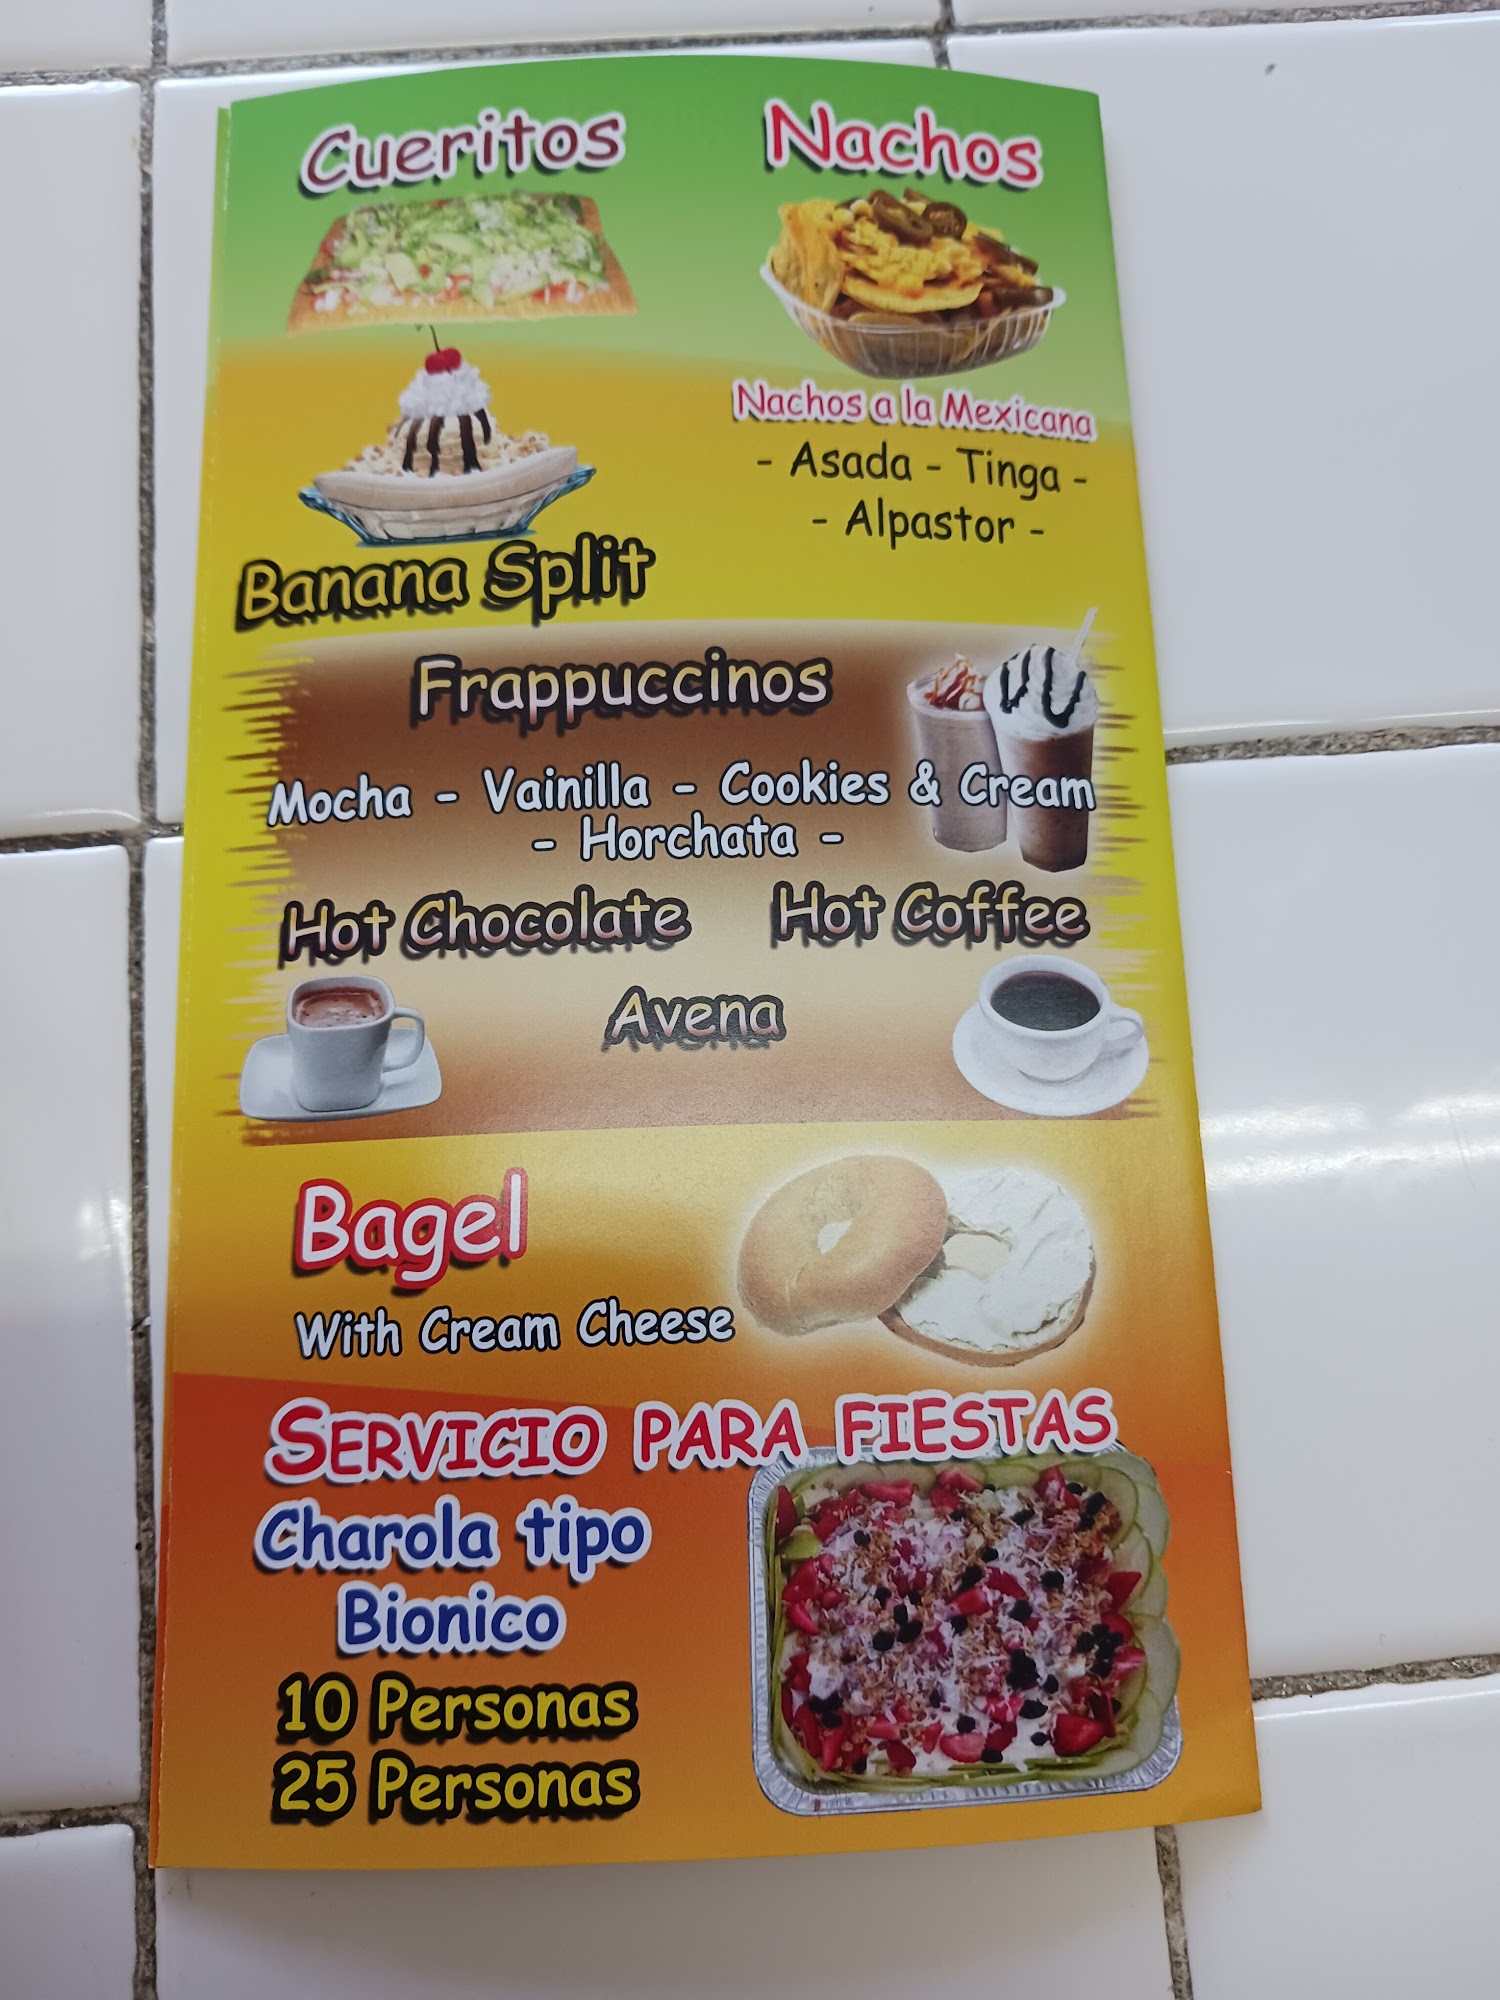 Cueritos
Nachos
Nachos a la Mexicana
- Asada - Tinga -
- Alpastor -
Banana Split
Frappuccinos
Mocha - Vainilla - Cookies & Cream
- Horchata -
Hot Chocolate
Hot Coffee
Avena
Bagel
With Cream Cheese
SERVICIO PARA FIESTAS
Charola tipo
Bionico
10 Personas
25 Personas